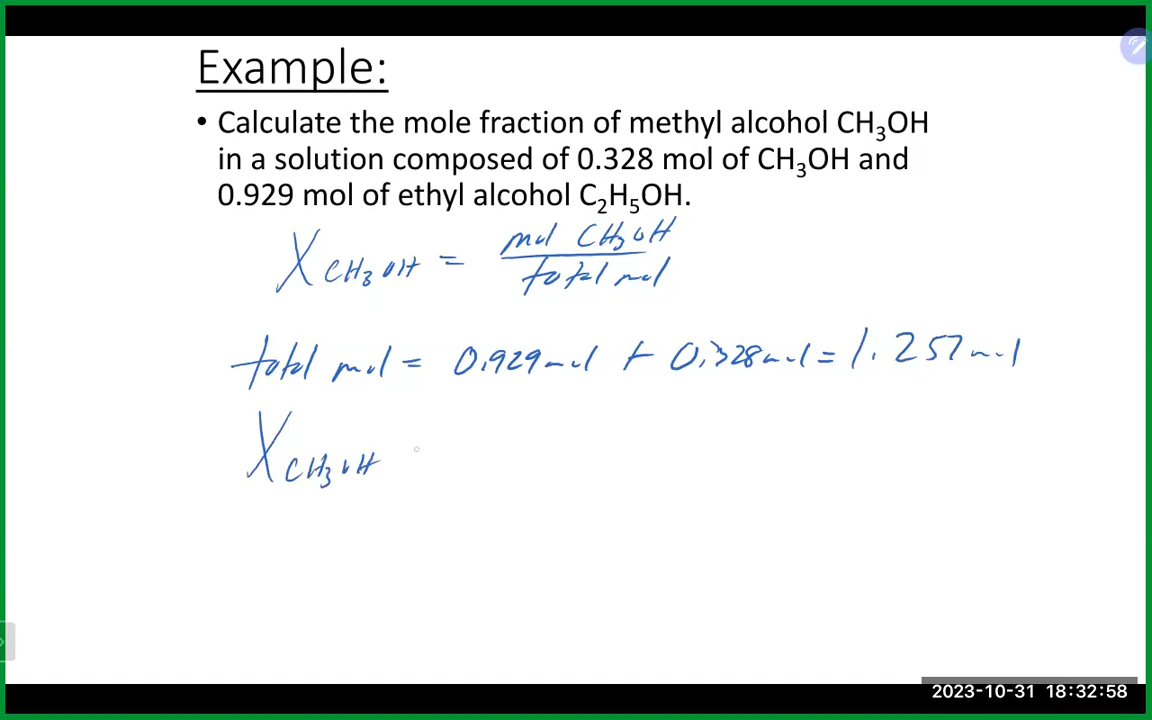 Example:
• Calculate the mole fraction of methyl alcohol CH₃OH
in a solution composed of 0.328 mol of CH₃OH and
0.929 mol of ethyl alcohol C₂H₅OH.
X CH₃OH = mol CH₃OH
total mol
total mol = 0.929 mol + 0.328 mol = 1.257 mol
X CH₃OH
2023-10-31 18:32:58